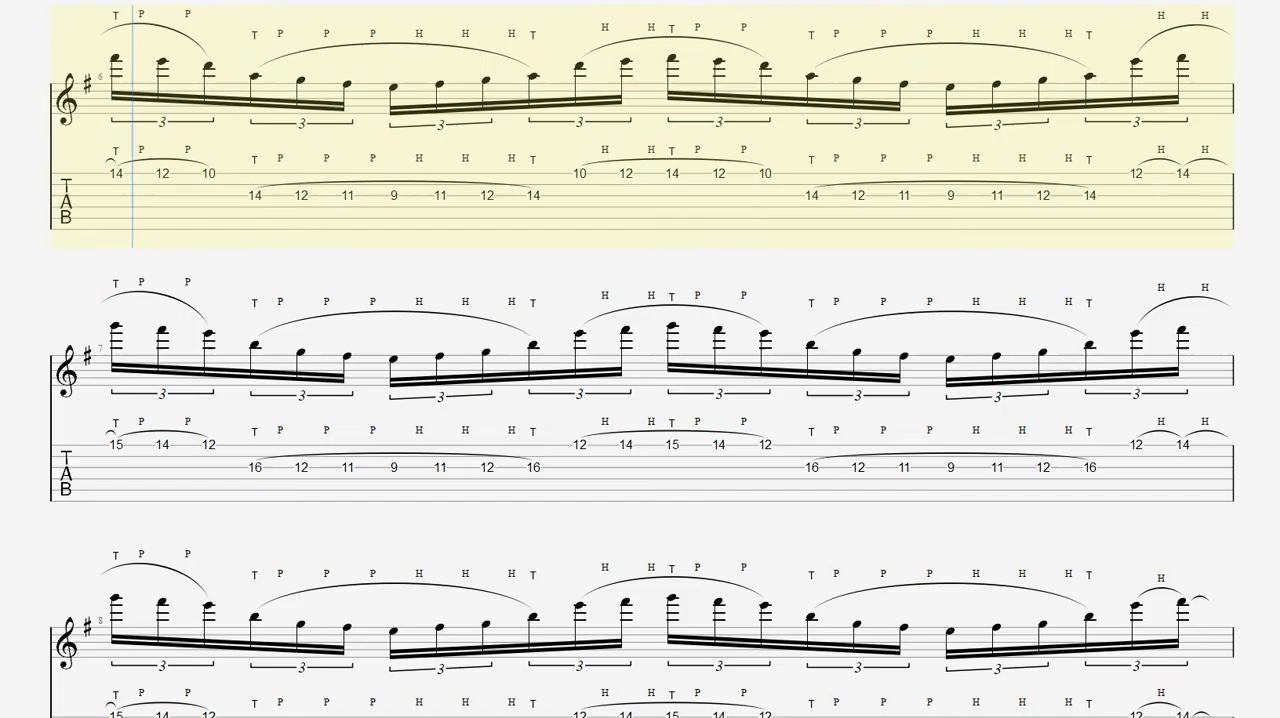 T P P T P P P H H H T H H T P P T P P P H H H T H H
6
3 3 3 3 3 3 3 3
T P P T P P P H H H T H H T P P T P P P H H H T H H
14 12 10 10 12 14 12 10 12 14
T 14 12 11 9 11 12 14 14 12 11 9 11 12 14
A
B
T P P T P P P H H H T H H T P P T P P P H H H T H H
7
3 3 3 3 3 3 3 3
T P P T P P P H H H T H H T P P T P P P H H H T H H
15 14 12 12 14 15 14 12 12 14
T 16 12 11 9 11 12 16 16 12 11 9 11 12 16
A
B
T P P T P P P H H H T H H T P P T P P P H H H T H
8
3 3 3 3 3 3 3 3
T P P T P P P H H H T H H T P P T P P P H H H T H
15 14 12 12 14 15 14 12 12 14